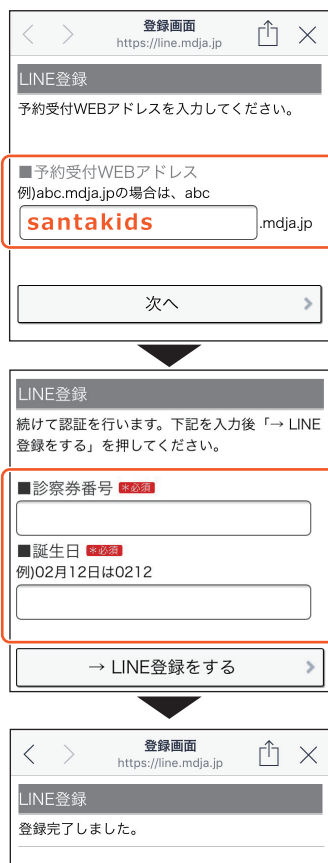 登録画面
https://line.mdja.jp
LINE登録
予約受付WEBアドレスを入力してください。
■予約受付WEBアドレス
例)abc.mdja.jpの場合は、abc
santakids .mdja.jp
次へ
LINE登録
続けて認証を行います。下記を入力後「→ LINE
登録をする」を押してください。
■診察券番号 *必須
■誕生日 *必須
例)02月12日は0212
→ LINE登録をする
登録画面
https://line.mdja.jp
LINE登録
登録完了しました。